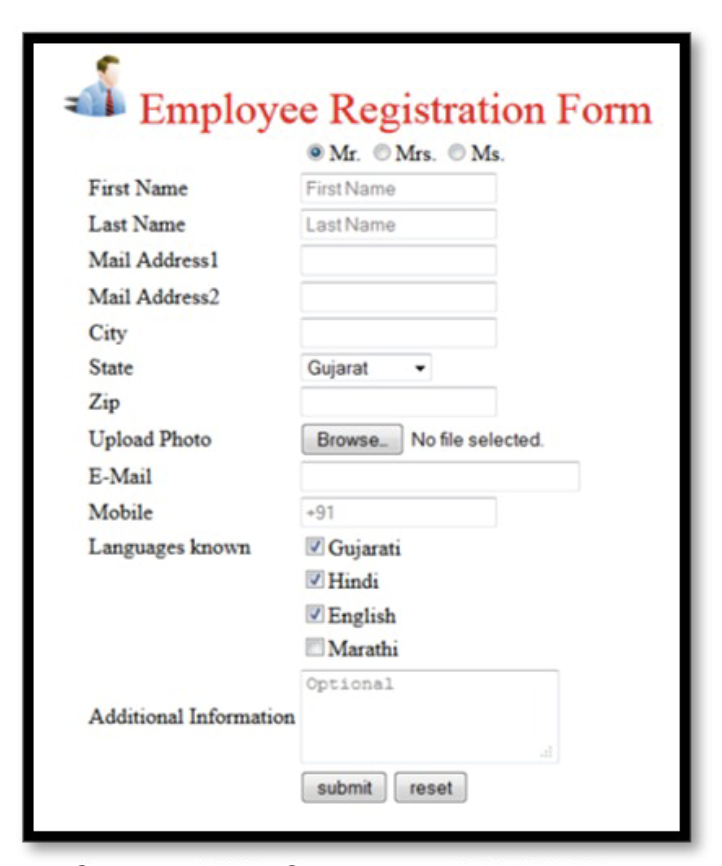 Employee Registration Form
Mr. Mrs. Ms.
First Name First Name
Last Name Last Name
Mail Address1
Mail Address2
City
State Gujarat
Zip
Upload Photo Browse... No file selected.
E-Mail
Mobile +91
Languages known Gujarati
Hindi
English
Marathi
Optional
Additional Information
submit reset